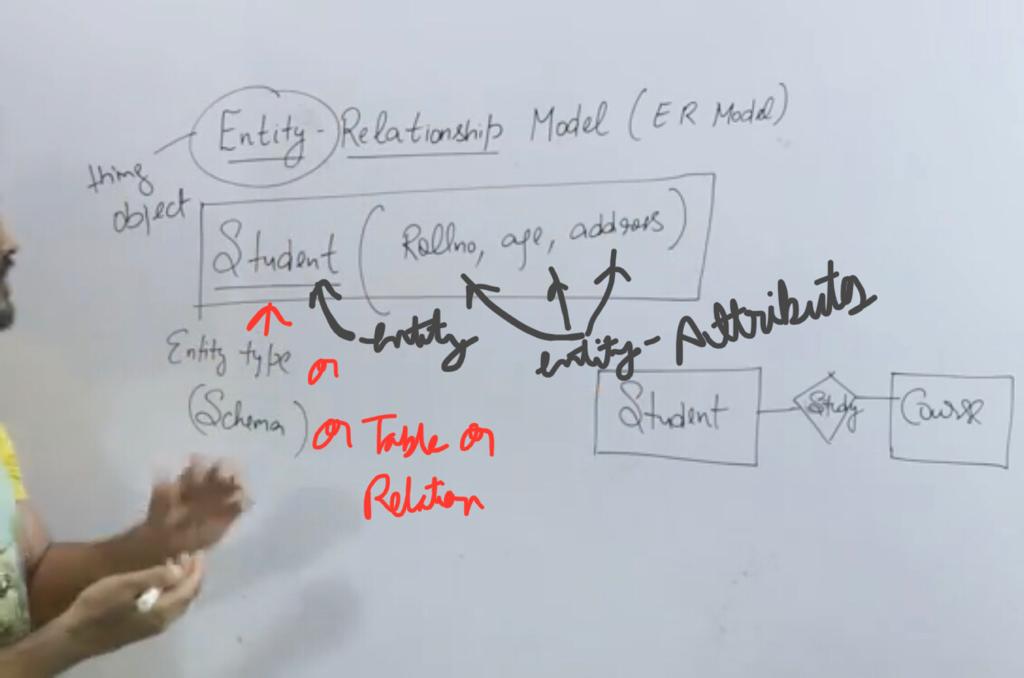 Entity-Relationship Model (ER Model)
thing
object
Student (Rollno, age, address)
entity
entity-Attributes
Entity type or
(Schema) or Table or
Relation
Student Study Course